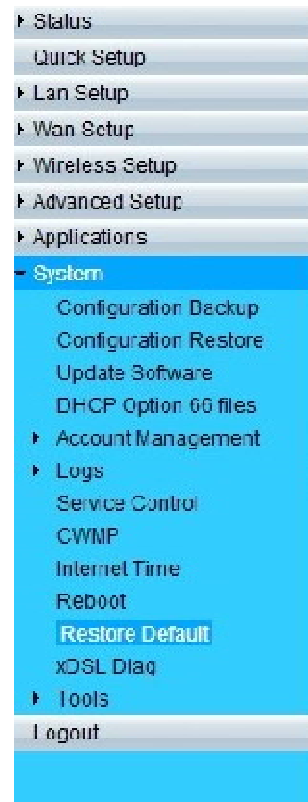 Status
Quick Setup
Lan Setup
Wan Setup
Wireless Setup
Advanced Setup
Applications
System
Configuration Backup
Configuration Restore
Update Software
DHCP Option 66 files
Account Management
Logs
Service Control
CWMP
Internet Time
Reboot
Restore Default
xDSL Diag
Tools
Logout